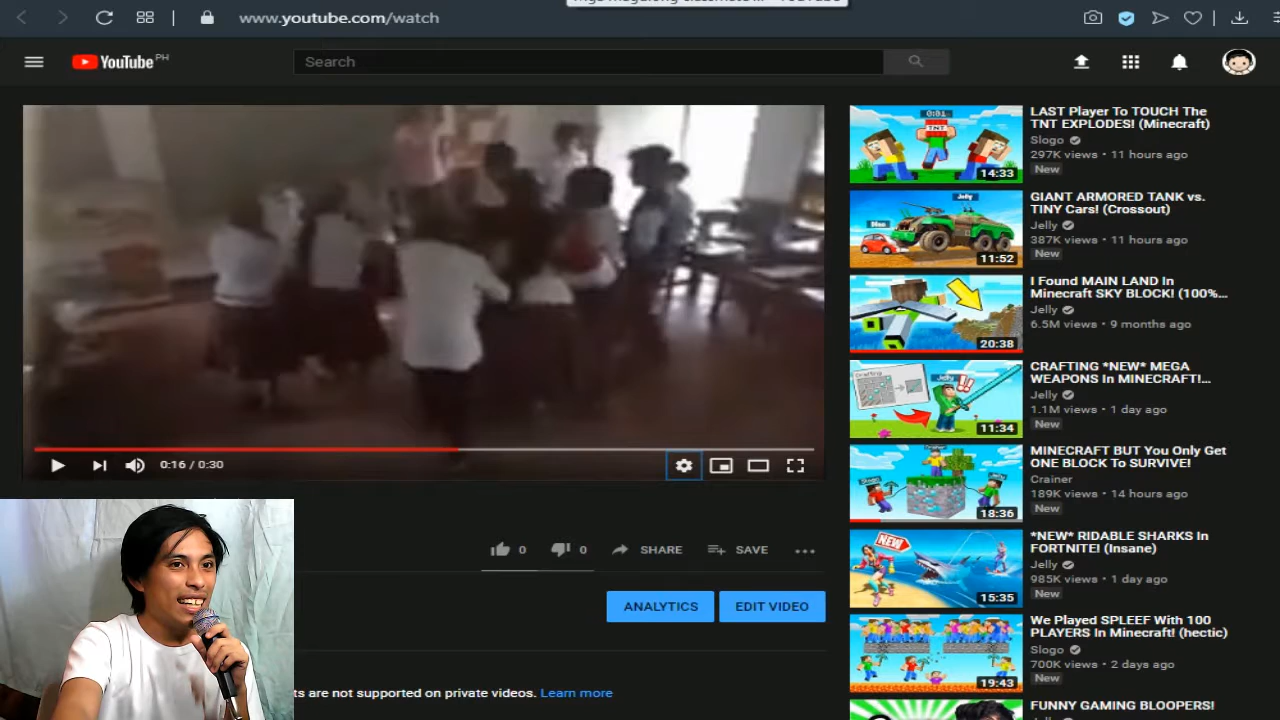 www.youtube.com/watch
YouTube PH
Search
0:16 / 0:30
0
0
SHARE
SAVE
ANALYTICS
EDIT VIDEO
ts are not supported on private videos. Learn more
0:01
TNT
14:33
LAST Player To TOUCH The
TNT EXPLODES! (Minecraft)
Slogo
297K views • 11 hours ago
New
Jelly
11:52
GIANT ARMORED TANK vs.
TINY Cars! (Crossout)
Jelly
387K views • 11 hours ago
New
20:38
I Found MAIN LAND In
Minecraft SKY BLOCK! (100%...
Jelly
6.5M views • 9 months ago
Crafting
Jelly
!!
11:34
CRAFTING *NEW* MEGA
WEAPONS In MINECRAFT!...
Jelly
1.1M views • 1 day ago
New
18:36
MINECRAFT BUT You Only Get
ONE BLOCK To SURVIVE!
Crainer
189K views • 14 hours ago
New
NEW
15:35
*NEW* RIDABLE SHARKS In
FORTNITE! (Insane)
Jelly
985K views • 1 day ago
New
19:43
We Played SPLEEF With 100
PLAYERS In Minecraft! (hectic)
Slogo
700K views • 2 days ago
New
FUNNY GAMING BLOOPERS!